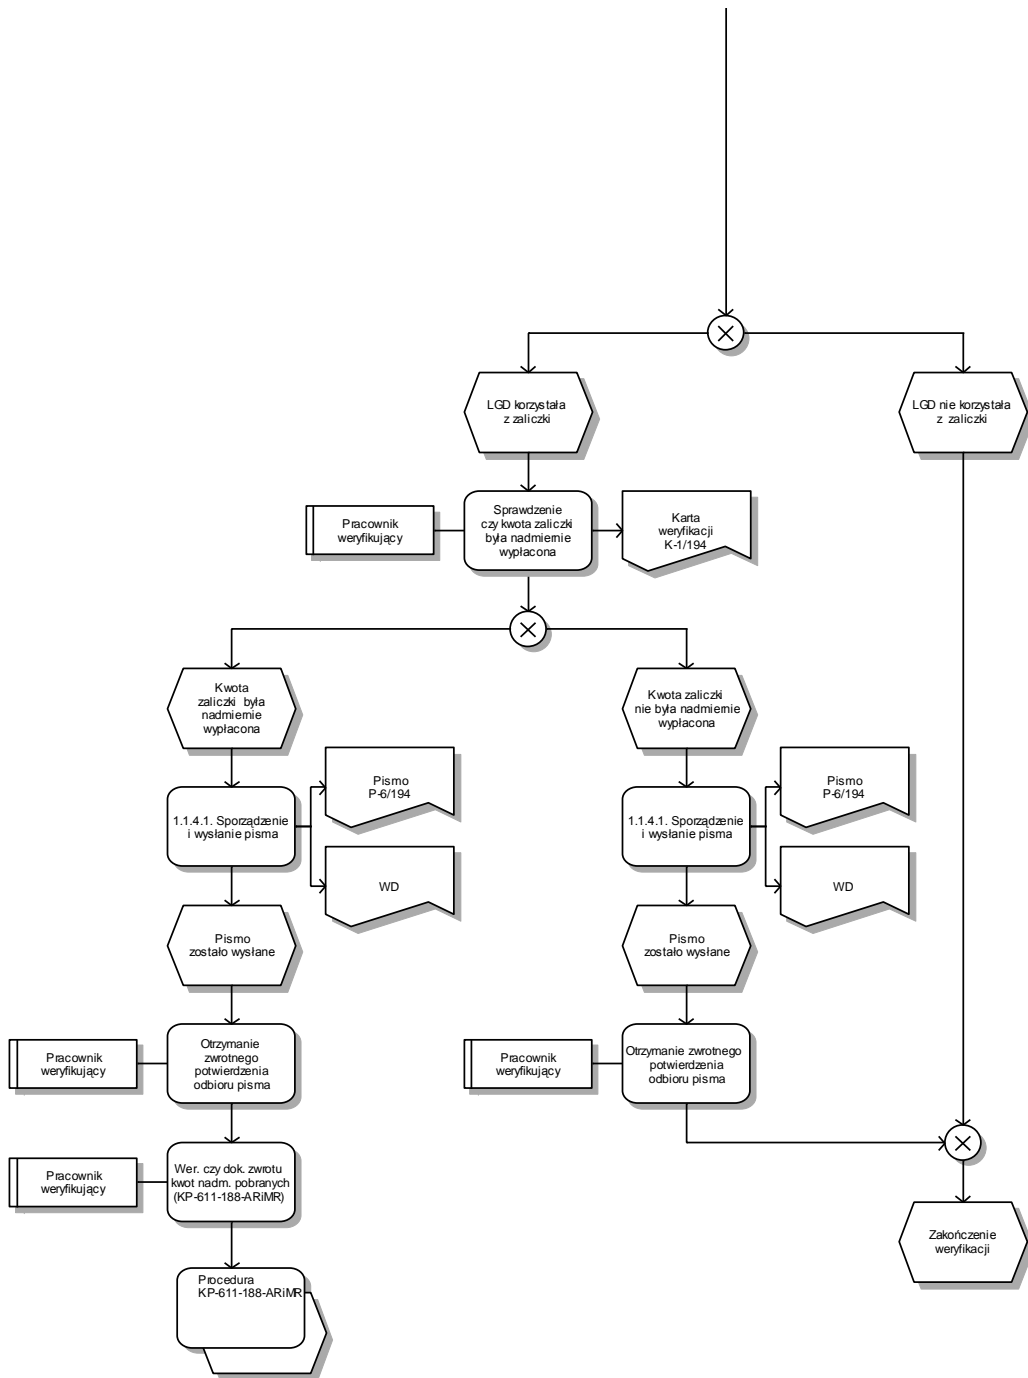 LGD korzystała
z zaliczki
LGD nie korzystała
z zaliczki
Pracownik
weryfikujący
Sprawdzenie
czy kwota zaliczki
była nadmiernie
wypłacona
Karta
weryfikacji
K-1/194
Kwota
zaliczki była
nadmiernie
wypłacona
Kwota zaliczki
nie była nadmiernie
wypłacona
Pismo
P-6/194
1.1.4.1. Sporządzenie
i wysłanie pisma
WD
Pismo
P-6/194
1.1.4.1. Sporządzenie
i wysłanie pisma
WD
Pismo
zostało wysłane
Pismo
zostało wysłane
Pracownik
weryfikujący
Otrzymanie
zwrotnego
potwierdzenia
odbioru pisma
Pracownik
weryfikujący
Otrzymanie zwrotnego
potwierdzenia
odbioru pisma
Pracownik
weryfikujący
Wer. czy dok. zwrotu
kwot nadm. pobranych
(KP-611-188-ARiMR)
Zakończenie
weryfikacji
Procedura
KP-611-188-ARiMR